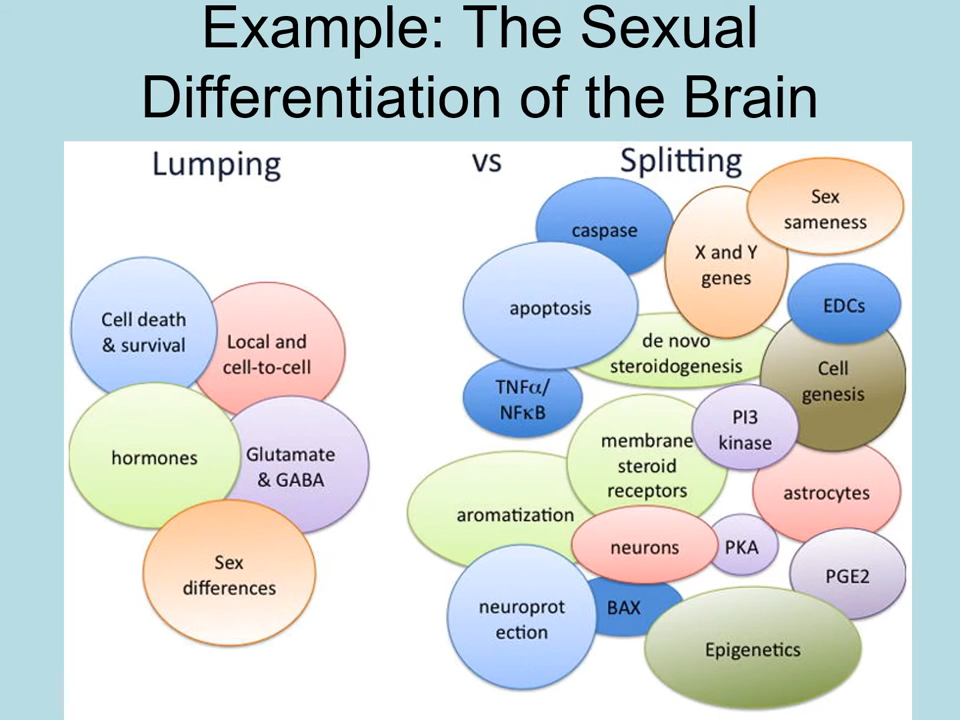 Example: The Sexual
Differentiation of the Brain
Lumping vs Splitting
Cell death
& survival
Local and
cell-to-cell
hormones
Glutamate
& GABA
Sex
differences
caspase
X and Y
genes
Sex
sameness
apoptosis
EDCs
de novo
steroidogenesis
Cell
genesis
TNFα/
NFκB
PI3
kinase
membrane
steroid
receptors
astrocytes
aromatization
neurons
PKA
PGE2
neuroprot
ection
BAX
Epigenetics